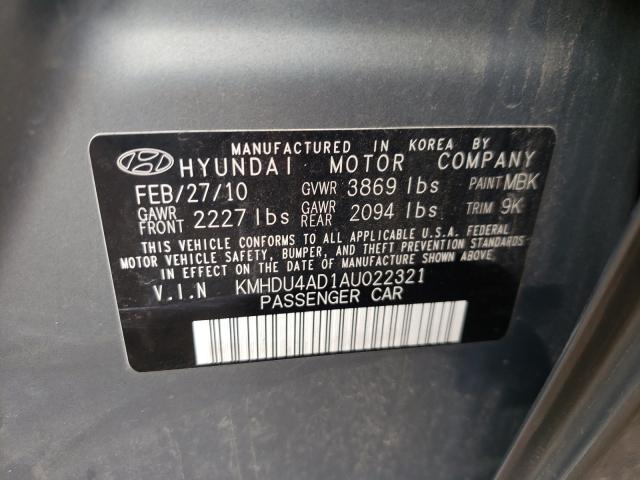 MANUFACTURED IN KOREA BY
HYUNDAI MOTOR COMPANY
FEB/27/10 GVWR 3869 lbs PAINT MBK
GAWR FRONT 2227 lbs GAWR REAR 2094 lbs TRIM 9K
THIS VEHICLE CONFORMS TO ALL APPLICABLE U.S.A. FEDERAL
MOTOR VEHICLE SAFETY, BUMPER, AND THEFT PREVENTION STANDARDS
IN EFFECT ON THE DATE OF MANUFACTURE SHOWN ABOVE.
V.I.N KMHDU4AD1AU022321
PASSENGER CAR